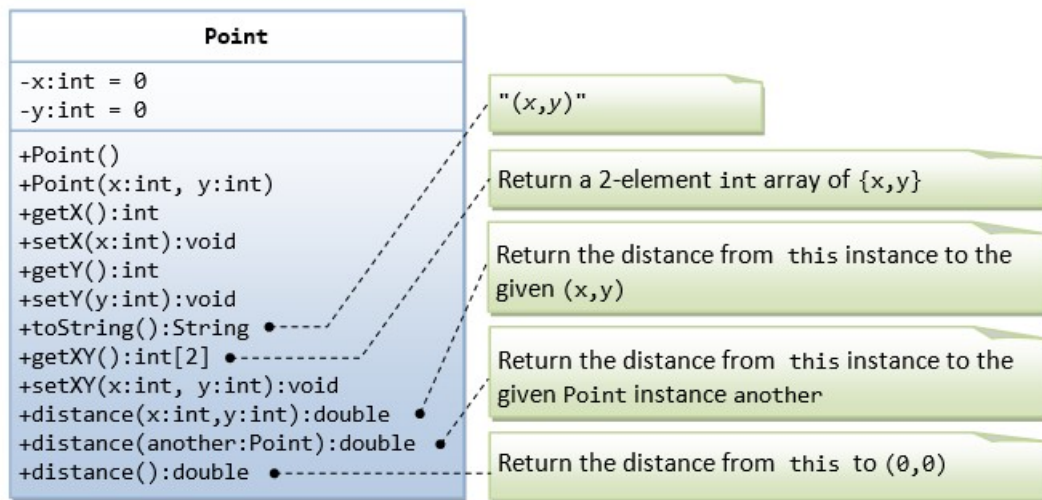 Point
-x:int = 0
-y:int = 0
+Point()
+Point(x:int, y:int)
+getX():int
+setX(x:int):void
+getY():int
+setY(y:int):void
+toString():String
+getXY():int[2]
+setXY(x:int, y:int):void
+distance(x:int,y:int):double
+distance(another:Point):double
+distance():double
"(x,y)"
Return a 2-element int array of {x,y}
Return the distance from this instance to the
given (x,y)
Return the distance from this instance to the
given Point instance another
Return the distance from this to (0,0)